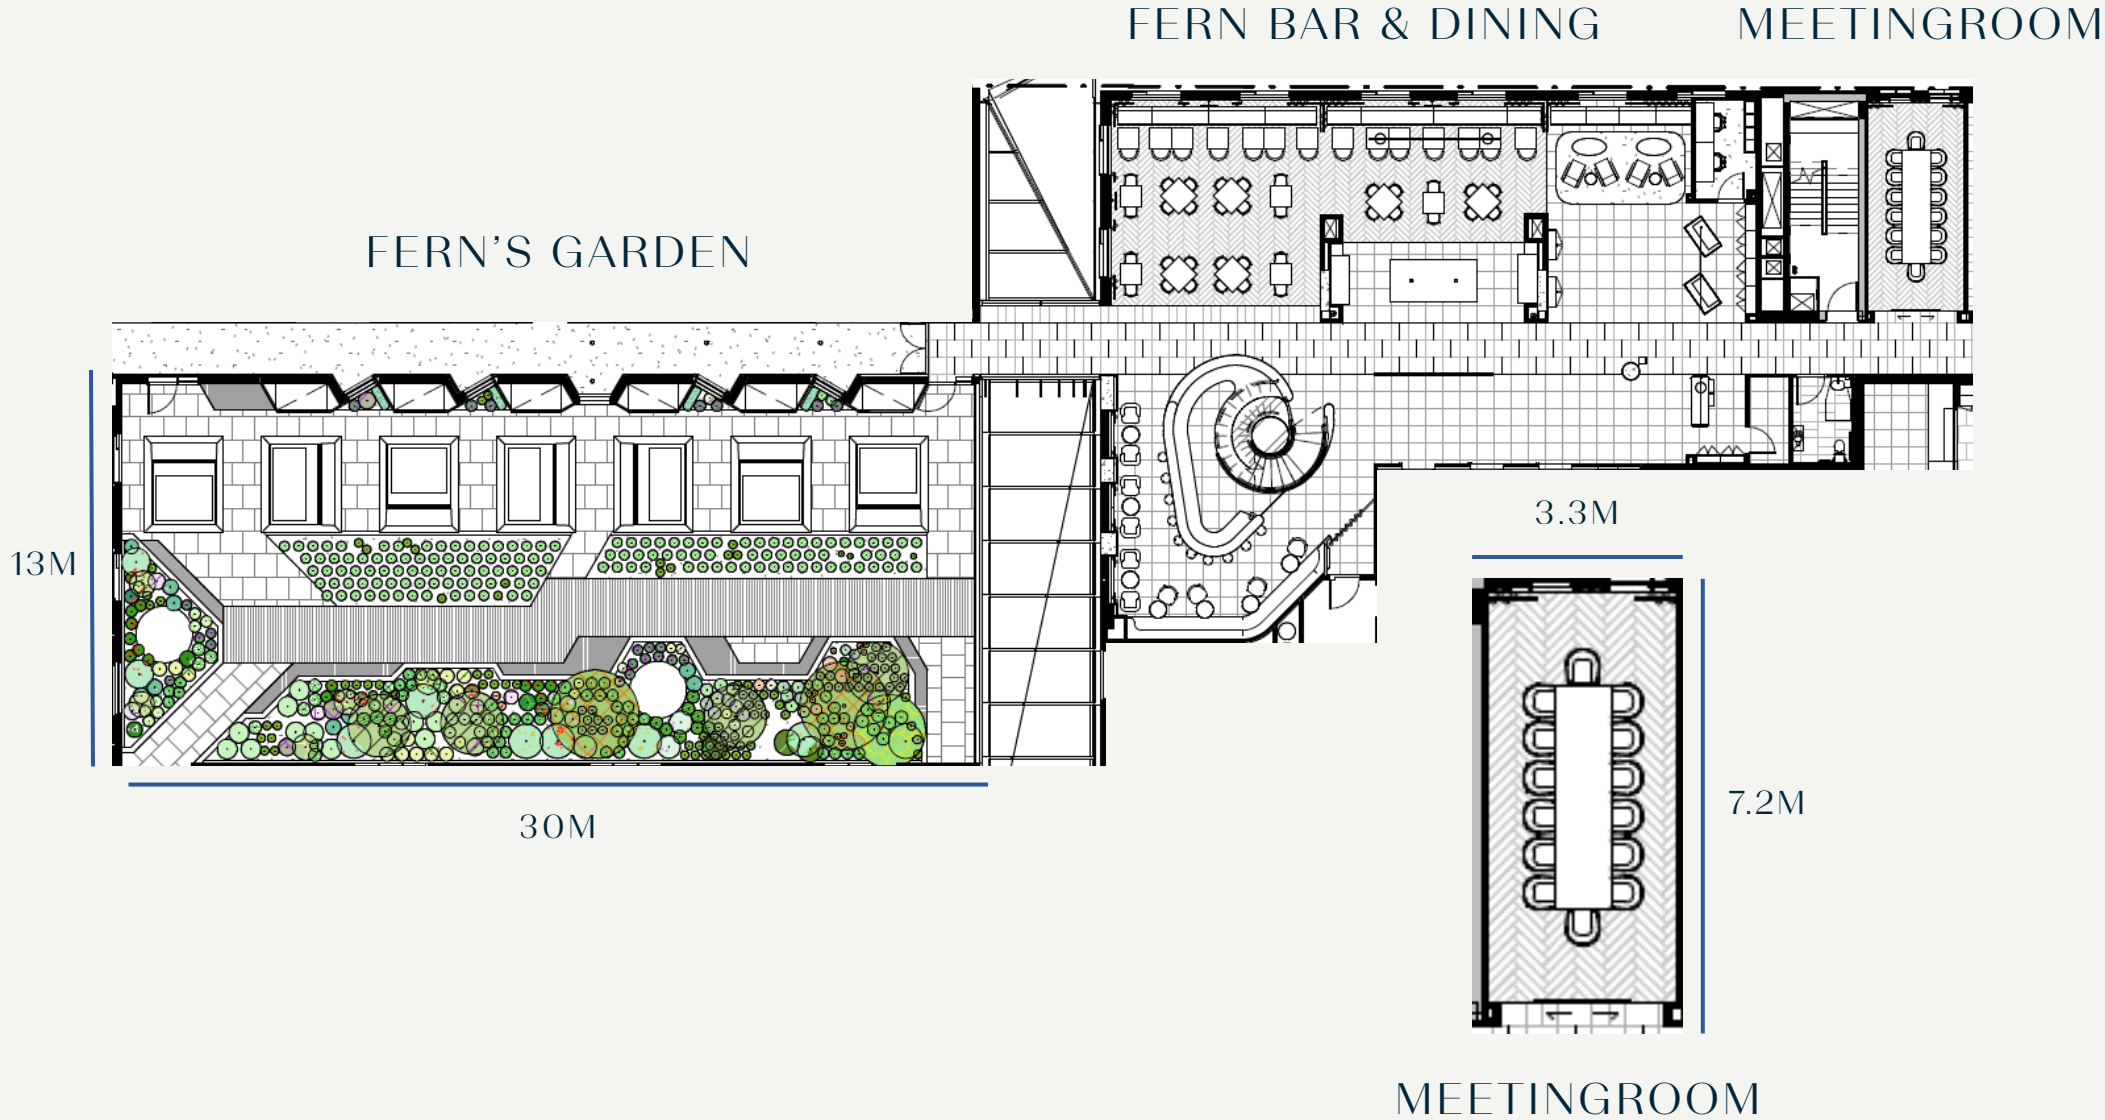 FERN BAR & DINING
MEETINGROOM
FERN'S GARDEN
13M
30M
3.3M
7.2M
MEETINGROOM